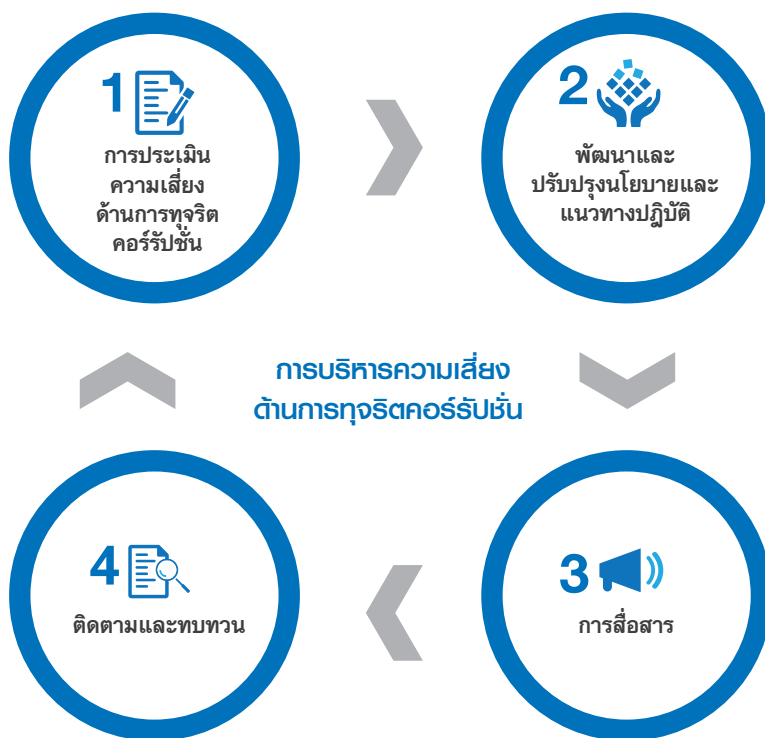 1
การประเมิน
ความเสี่ยง
ด้านการทุจริต
คอร์รัปชั่น
2
พัฒนาและ
ปรับปรุงนโยบายและ
แนวทางปฎิบัติ
การบริหารความเสี่ยง
ด้านการทุจริตคอร์รัปชั่น
3
การสื่อสาร
4
ติดตามและทบทวน